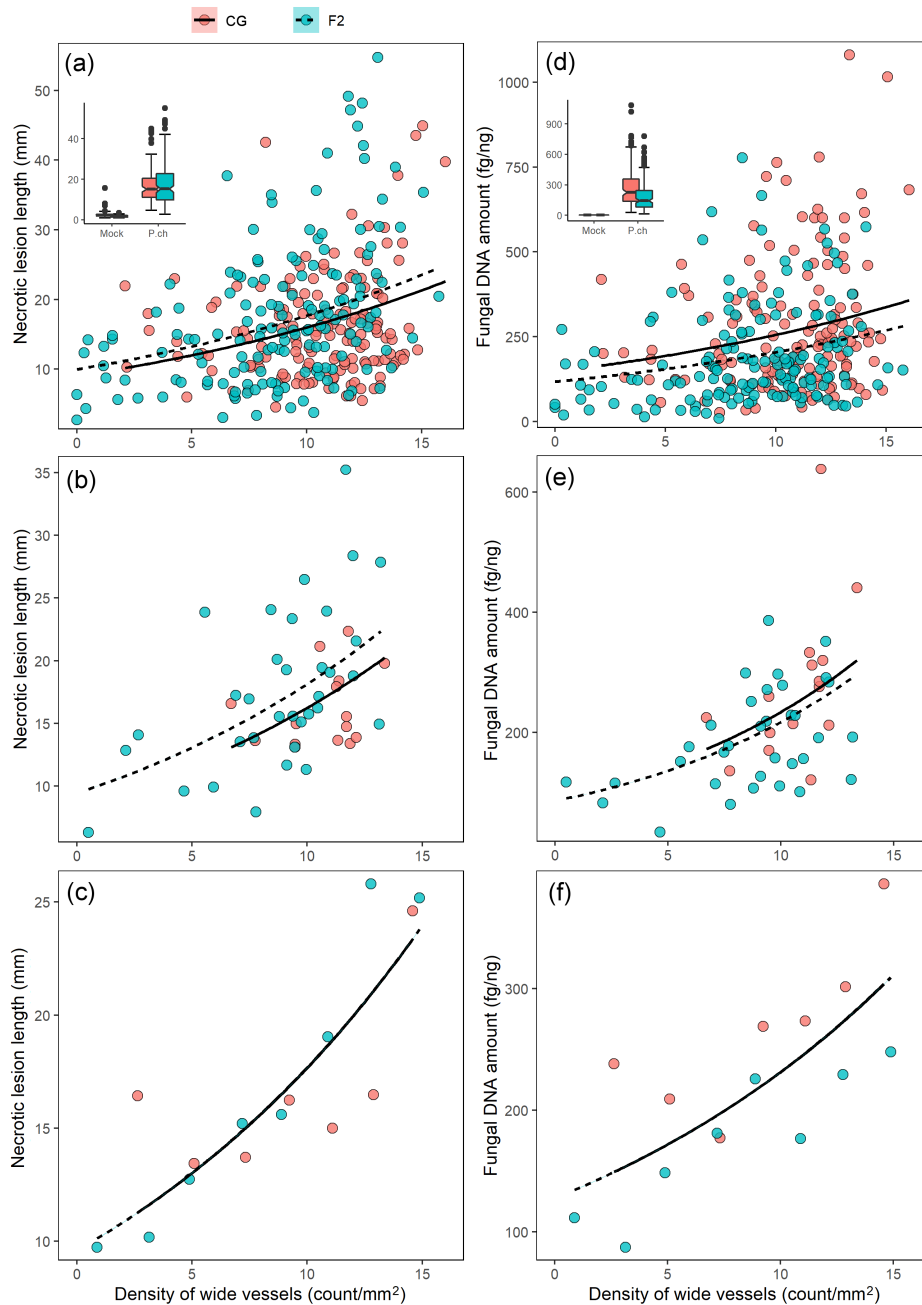 CG F2
(a)
Necrotic lesion length (mm)
50
40
30
20
10
40
20
0
Mock P.ch
0 5 10 15
(d)
Fungal DNA amount (fg/ng)
1000
750
500
250
0
900
600
300
0
Mock P.ch
0 5 10 15
(b)
Necrotic lesion length (mm)
35
30
25
20
15
10
0 5 10 15
(e)
Fungal DNA amount (fg/ng)
600
400
200
0 5 10 15
(c)
Necrotic lesion length (mm)
25
20
15
10
0 5 10 15
Density of wide vessels (count/mm²)
(f)
Fungal DNA amount (fg/ng)
300
200
100
0 5 10 15
Density of wide vessels (count/mm²)